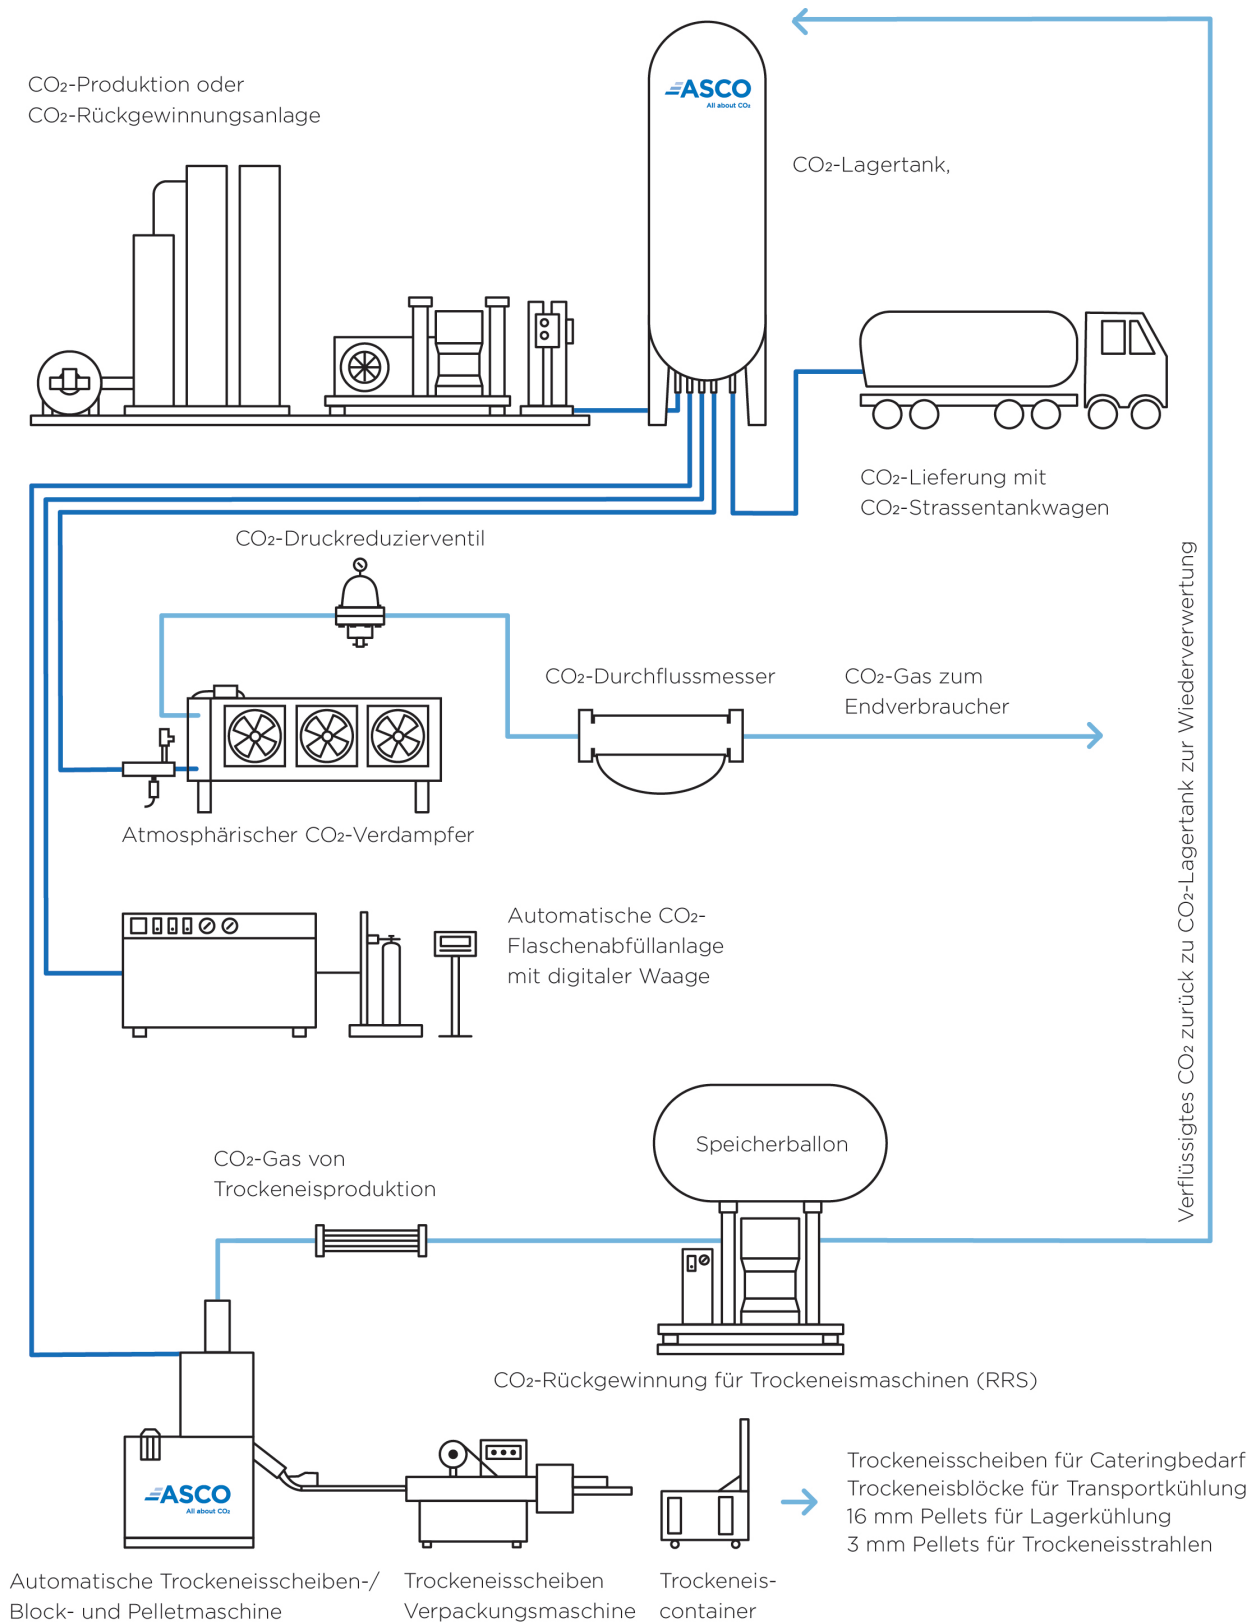 CO₂-Produktion oder
CO₂-Rückgewinnungsanlage
ASCO
All about CO₂
CO₂-Lagertank,
CO₂-Lieferung mit
CO₂-Strassentankwagen
CO₂-Druckreduzierventil
CO₂-Durchflussmesser
CO₂-Gas zum
Endverbraucher
Atmosphärischer CO₂-Verdampfer
Automatische CO₂-
Flaschenabfüllanlage
mit digitaler Waage
Verflüssigtes CO₂ zurück zu CO₂-Lagertank zur Wiederverwertung
Speicherballon
CO₂-Gas von
Trockeneisproduktion
CO₂-Rückgewinnung für Trockeneismaschinen (RRS)
ASCO
All about CO₂
Trockeneisscheiben für Cateringbedarf
Trockeneisblöcke für Transportkühlung
16 mm Pellets für Lagerkühlung
3 mm Pellets für Trockeneisstrahlen
Automatische Trockeneisscheiben-/
Block- und Pelletmaschine
Trockeneisscheiben
Verpackungsmaschine
Trockeneis-
container